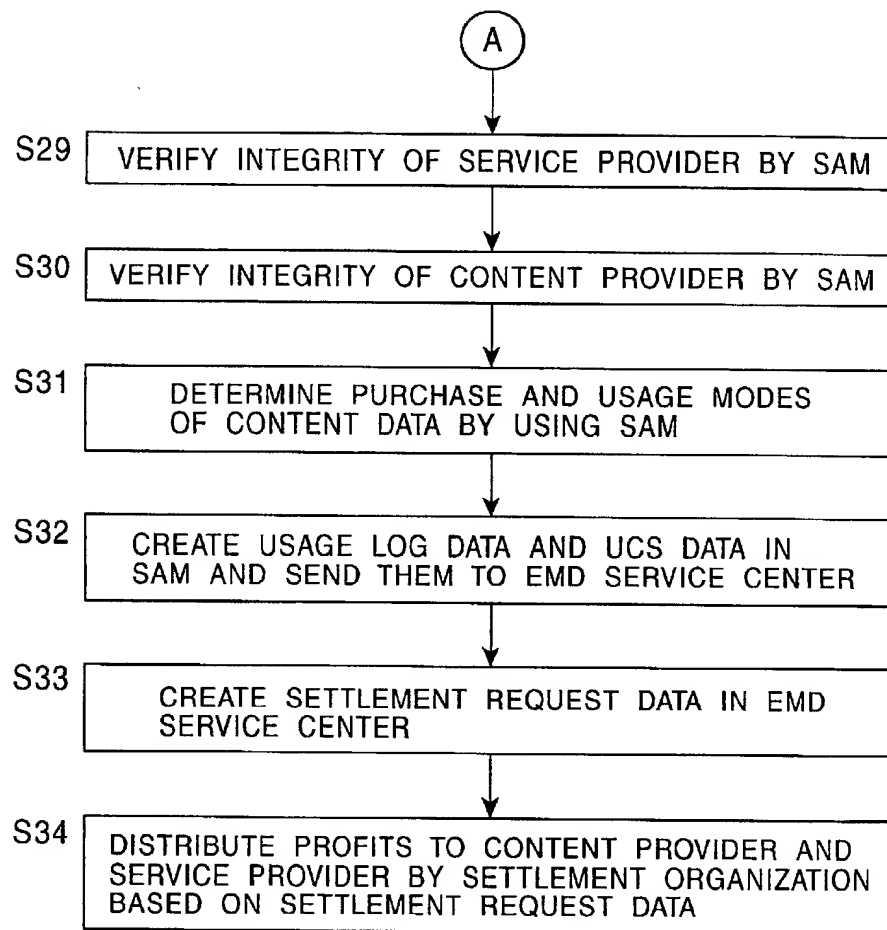 A
S29
VERIFY INTEGRITY OF SERVICE PROVIDER BY SAM
S30
VERIFY INTEGRITY OF CONTENT PROVIDER BY SAM
S31
DETERMINE PURCHASE AND USAGE MODES
OF CONTENT DATA BY USING SAM
S32
CREATE USAGE LOG DATA AND UCS DATA IN
SAM AND SEND THEM TO EMD SERVICE CENTER
S33
CREATE SETTLEMENT REQUEST DATA IN EMD
SERVICE CENTER
S34
DISTRIBUTE PROFITS TO CONTENT PROVIDER AND
SERVICE PROVIDER BY SETTLEMENT ORGANIZATION
BASED ON SETTLEMENT REQUEST DATA